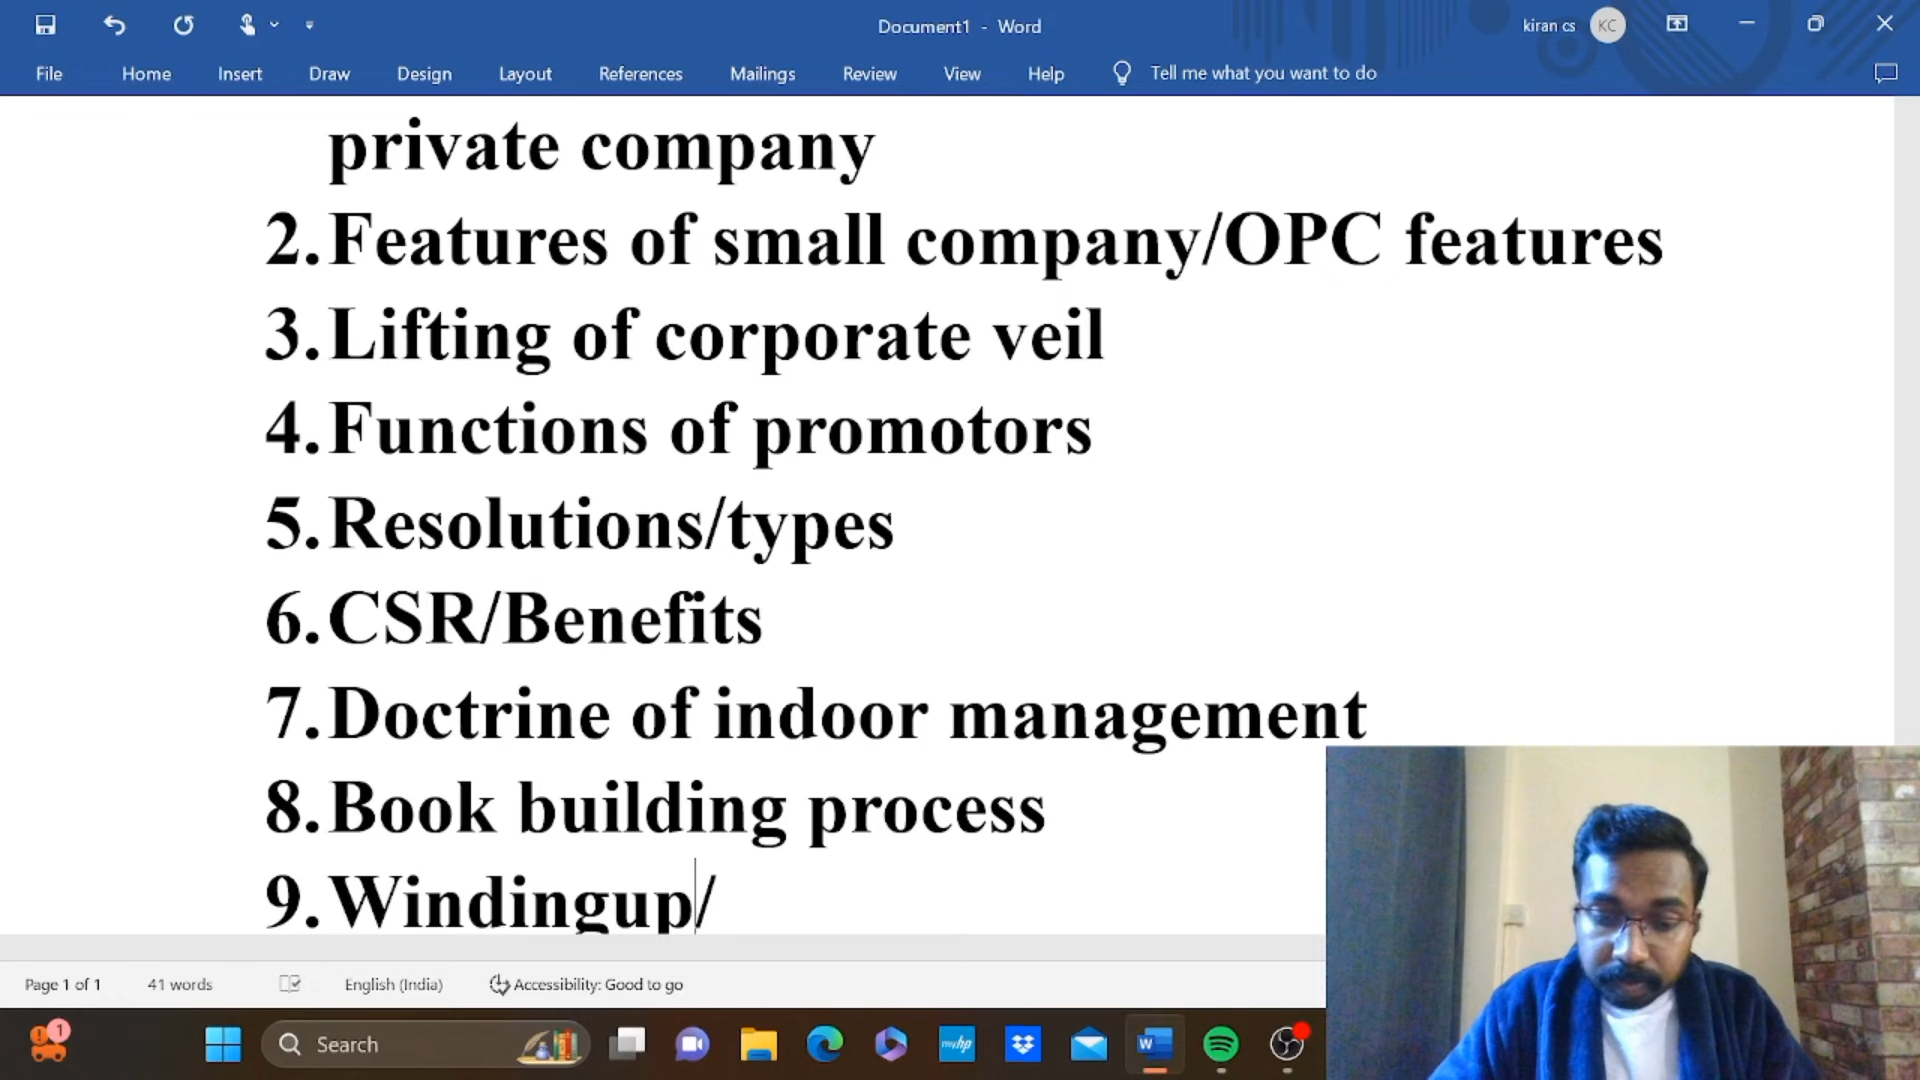 Document1 - Word
kiran cs
KC
File
Home
Insert
Draw
Design
Layout
References
Mailings
Review
View
Help
Tell me what you want to do
private company
2. Features of small company/OPC features
3. Lifting of corporate veil
4. Functions of promotors
5. Resolutions/types
6. CSR/Benefits
7. Doctrine of indoor management
8. Book building process
9. Windingup/
Page 1 of 1
41 words
English (India)
Accessibility: Good to go
1
Search
myhp
W